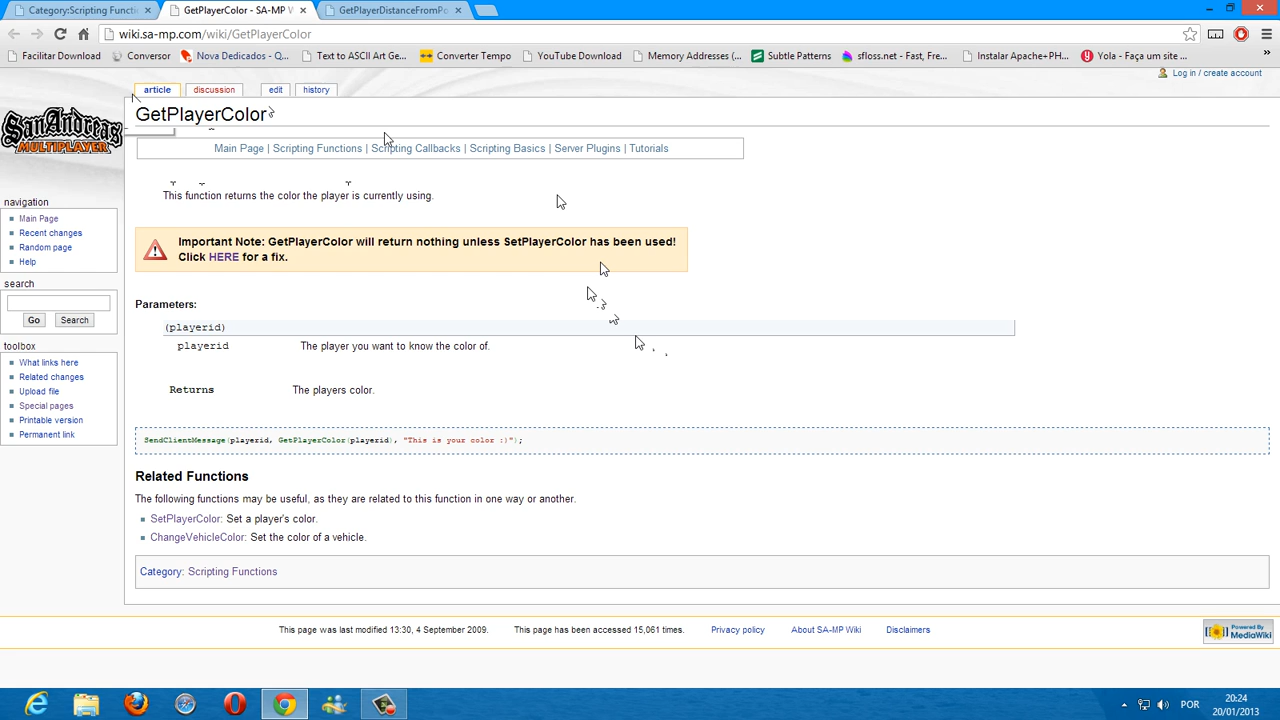 Category:Scripting Functi
GetPlayerColor - SA-MP W
GetPlayerDistanceFromPo
wiki.sa-mp.com/wiki/GetPlayerColor
Facilitar Download
Conversor
Nova Dedicados - Q...
Text to ASCII Art Ge...
Converter Tempo
YouTube Download
Memory Addresses (...
Subtle Patterns
sfloss.net - Fast, Fre...
Instalar Apache+PH...
Yola - Faça um site ...
»
Log in / create account
article
discussion
edit
history
SanAndreas
MULTIPLAYER
GetPlayerColor
Main Page | Scripting Functions | Scripting Callbacks | Scripting Basics | Server Plugins | Tutorials
This function returns the color the player is currently using.
Important Note: GetPlayerColor will return nothing unless SetPlayerColor has been used!
Click HERE for a fix.
Parameters:
(playerid)
playerid The player you want to know the color of.
Returns The players color.
SendClientMessage(playerid, GetPlayerColor(playerid), "This is your color :)");
Related Functions
The following functions may be useful, as they are related to this function in one way or another.
SetPlayerColor: Set a player's color.
ChangeVehicleColor: Set the color of a vehicle.
Category: Scripting Functions
navigation
Main Page
Recent changes
Random page
Help
search
Go Search
toolbox
What links here
Related changes
Upload file
Special pages
Printable version
Permanent link
This page was last modified 13:30, 4 September 2009.
This page has been accessed 15,061 times.
Privacy policy
About SA-MP Wiki
Disclaimers
Powered By
MediaWiki
POR
20:24
20/01/2013